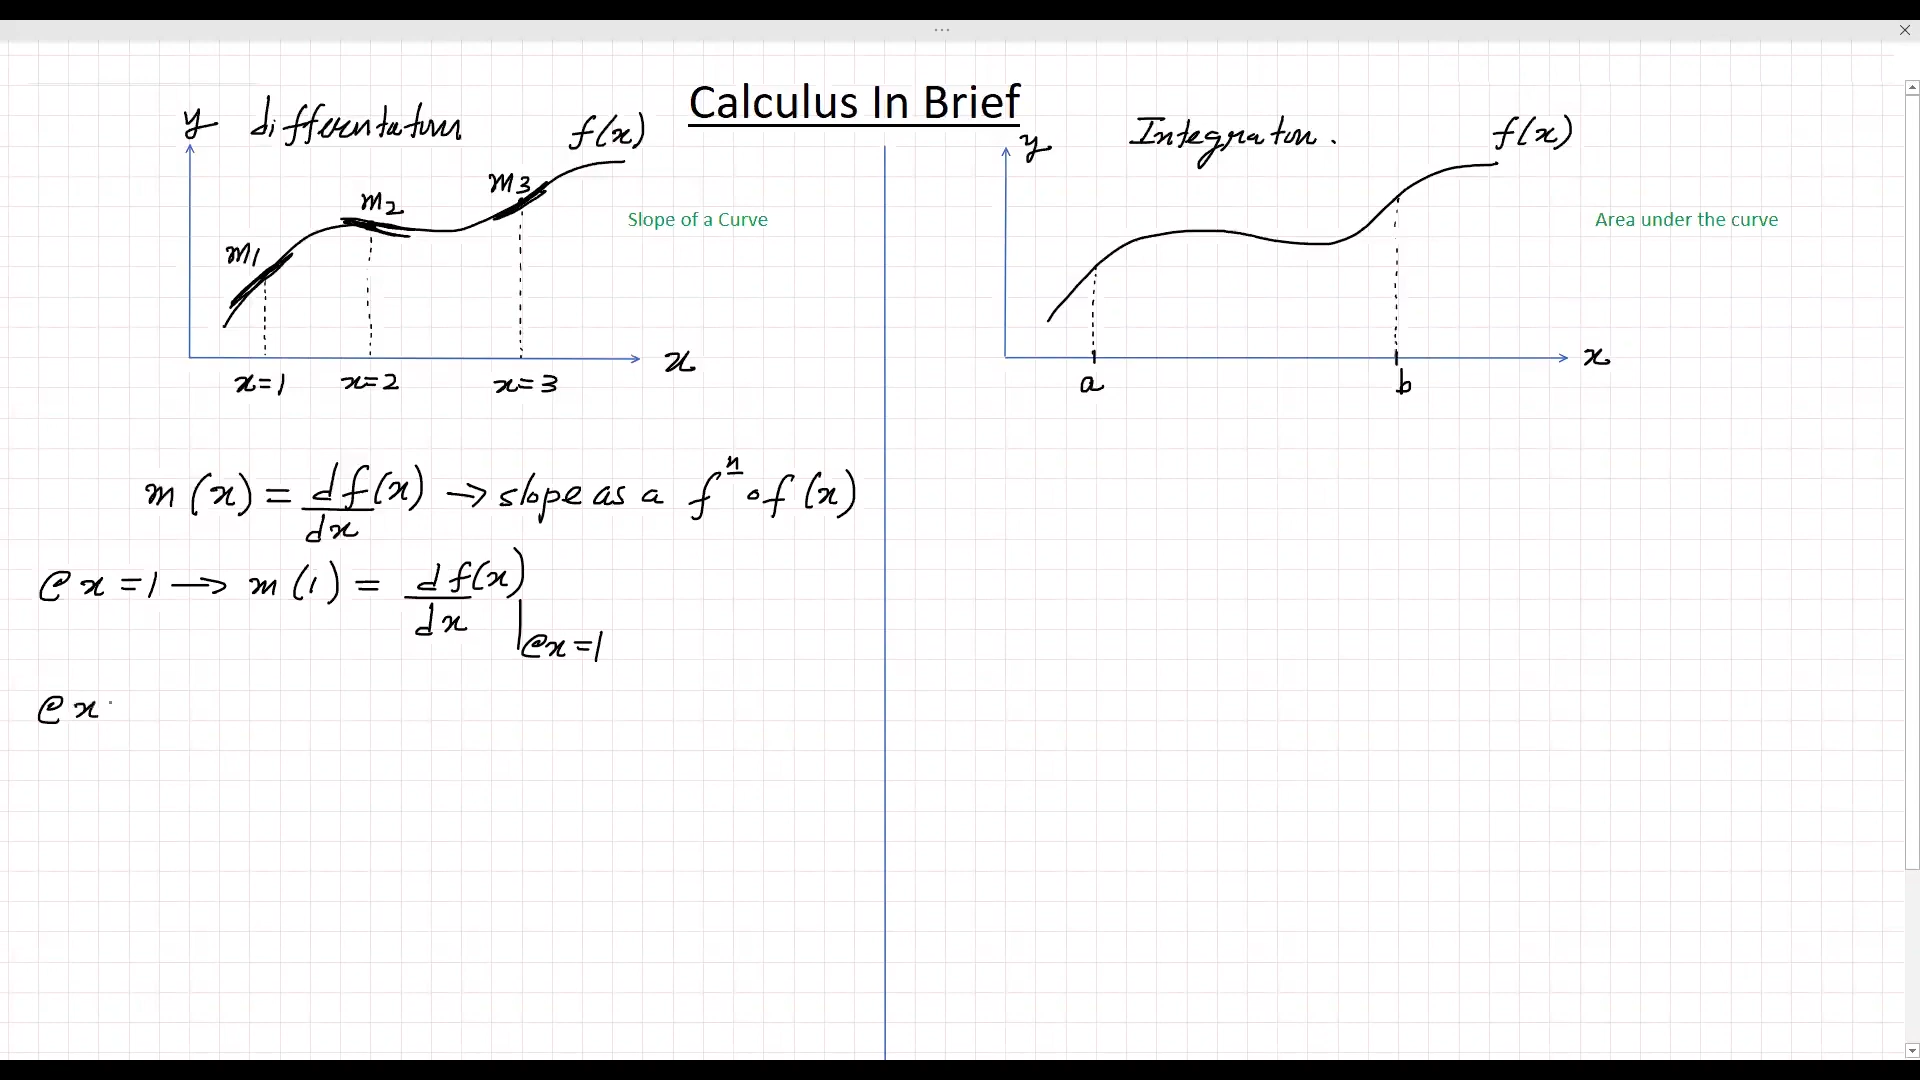 Calculus In Brief
y differentation f(x)
m1
m2
m3
Slope of a Curve
x
x=1 x=2 x=3
m(x) = df(x)/dx → slope as a fⁿ of f(x)
@ x=1 → m(1) = df(x)/dx |@x=1
@ x
y Integraton. f(x)
Area under the curve
x
a b